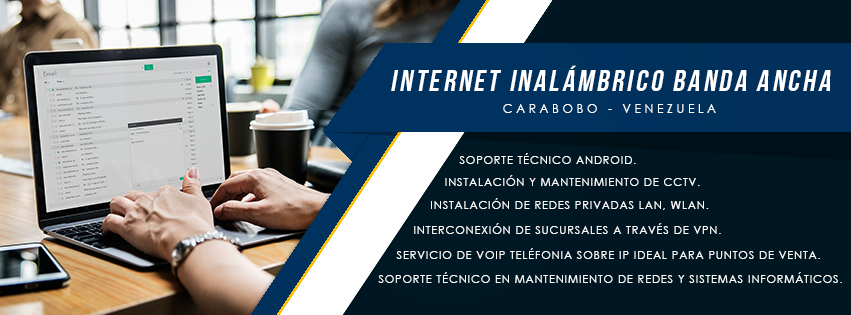 Email
INTERNET INALÁMBRICO BANDA ANCHA
CARABOBO - VENEZUELA
SOPORTE TÉCNICO ANDROID.
INSTALACIÓN Y MANTENIMIENTO DE CCTV.
INSTALACIÓN DE REDES PRIVADAS LAN, WLAN.
INTERCONEXIÓN DE SUCURSALES A TRAVÉS DE VPN.
SERVICIO DE VOIP TELÉFONIA SOBRE IP IDEAL PARA PUNTOS DE VENTA.
SOPORTE TÉCNICO EN MANTENIMIENTO DE REDES Y SISTEMAS INFORMÁTICOS.